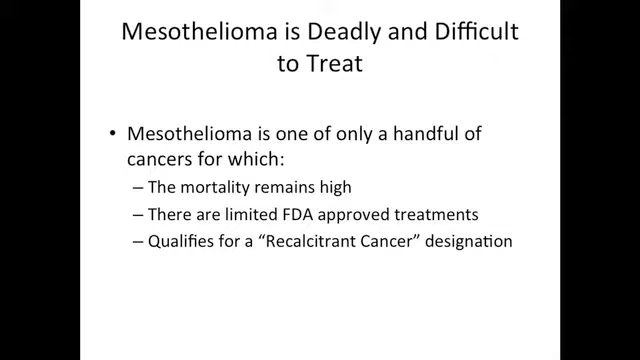 Mesothelioma is Deadly and Difficult
to Treat
• Mesothelioma is one of only a handful of
cancers for which:
– The mortality remains high
– There are limited FDA approved treatments
– Qualifies for a “Recalcitrant Cancer” designation